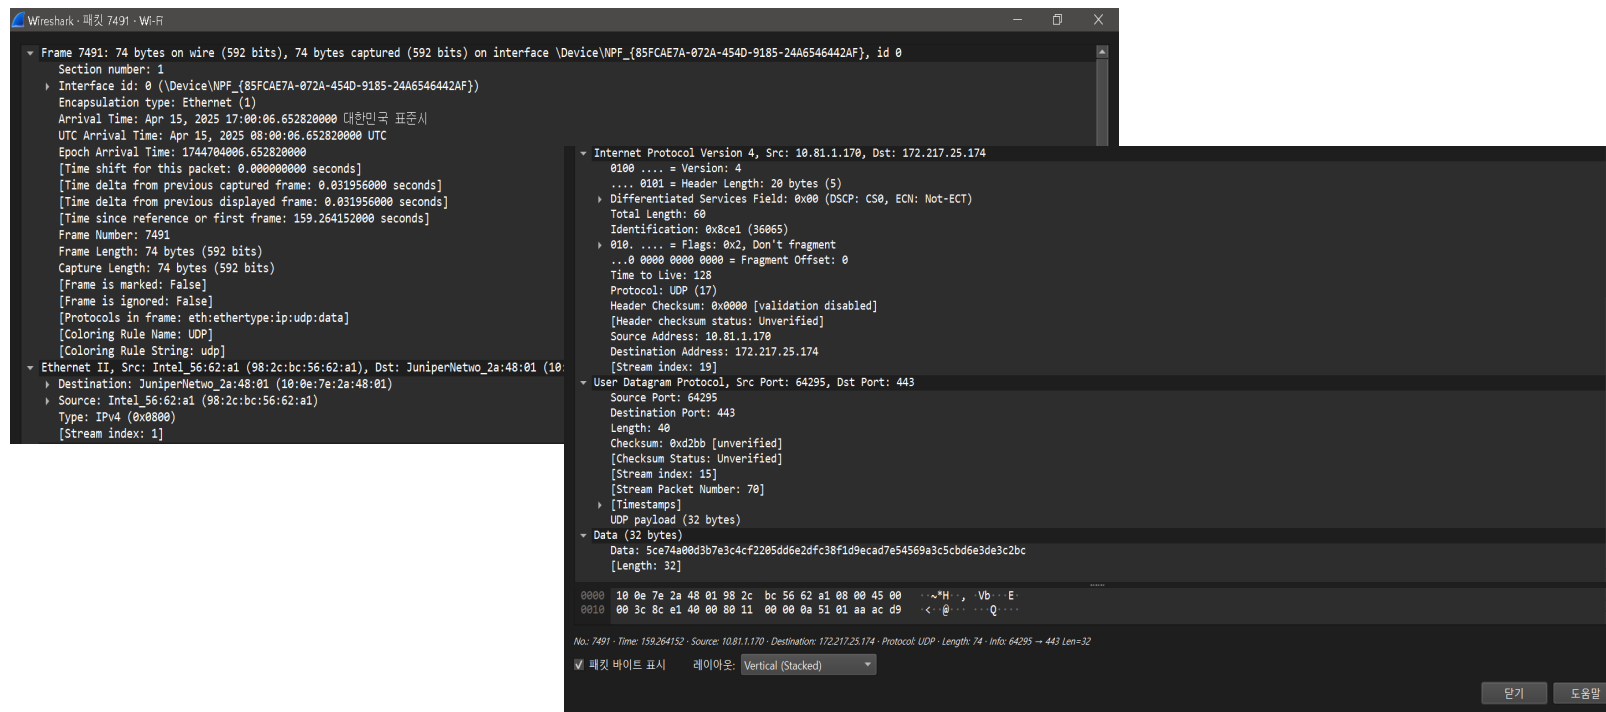 Wireshark · 패킷 7491 · Wi-Fi
Frame 7491: 74 bytes on wire (592 bits), 74 bytes captured (592 bits) on interface \Device\NPF_{85FCAE7A-072A-454D-9185-24A6546442AF}, id 0
Section number: 1
Interface id: 0 (\Device\NPF_{85FCAE7A-072A-454D-9185-24A6546442AF})
Encapsulation type: Ethernet (1)
Arrival Time: Apr 15, 2025 17:00:06.652820000 대한민국 표준시
UTC Arrival Time: Apr 15, 2025 08:00:06.652820000 UTC
Epoch Arrival Time: 1744704006.652820000
[Time shift for this packet: 0.000000000 seconds]
[Time delta from previous captured frame: 0.031956000 seconds]
[Time delta from previous displayed frame: 0.031956000 seconds]
[Time since reference or first frame: 159.264152000 seconds]
Frame Number: 7491
Frame Length: 74 bytes (592 bits)
Capture Length: 74 bytes (592 bits)
[Frame is marked: False]
[Frame is ignored: False]
[Protocols in frame: eth:ethertype:ip:udp:data]
[Coloring Rule Name: UDP]
[Coloring Rule String: udp]
Ethernet II, Src: Intel_56:62:a1 (98:2c:bc:56:62:a1), Dst: JuniperNetwo_2a:48:01 (10:
Destination: JuniperNetwo_2a:48:01 (10:0e:7e:2a:48:01)
Source: Intel_56:62:a1 (98:2c:bc:56:62:a1)
Type: IPv4 (0x0800)
[Stream index: 1]
Internet Protocol Version 4, Src: 10.81.1.170, Dst: 172.217.25.174
0100 .... = Version: 4
.... 0101 = Header Length: 20 bytes (5)
Differentiated Services Field: 0x00 (DSCP: CS0, ECN: Not-ECT)
Total Length: 60
Identification: 0x8ce1 (36065)
010. .... = Flags: 0x2, Don't fragment
...0 0000 0000 0000 = Fragment Offset: 0
Time to Live: 128
Protocol: UDP (17)
Header Checksum: 0x0000 [validation disabled]
[Header checksum status: Unverified]
Source Address: 10.81.1.170
Destination Address: 172.217.25.174
[Stream index: 19]
User Datagram Protocol, Src Port: 64295, Dst Port: 443
Source Port: 64295
Destination Port: 443
Length: 40
Checksum: 0xd2bb [unverified]
[Checksum Status: Unverified]
[Stream index: 15]
[Stream Packet Number: 70]
[Timestamps]
UDP payload (32 bytes)
Data (32 bytes)
Data: 5ce74a00d3b7e3c4cf2205dd6e2dfc38f1d9ecad7e54569a3c5cbd6e3de3c2bc
[Length: 32]
0000 10 0e 7e 2a 48 01 98 2c bc 56 62 a1 08 00 45 00 ··~*H··, ·Vb···E·
0010 00 3c 8c e1 40 00 80 11 00 00 0a 51 01 aa ac d9 ·<··@··· ···Q····
No.: 7491 · Time: 159.264152 · Source: 10.81.1.170 · Destination: 172.217.25.174 · Protocol: UDP · Length: 74 · Info: 64295 → 443 Len=32
패킷 바이트 표시 레이아웃: Vertical (Stacked)
닫기 도움말